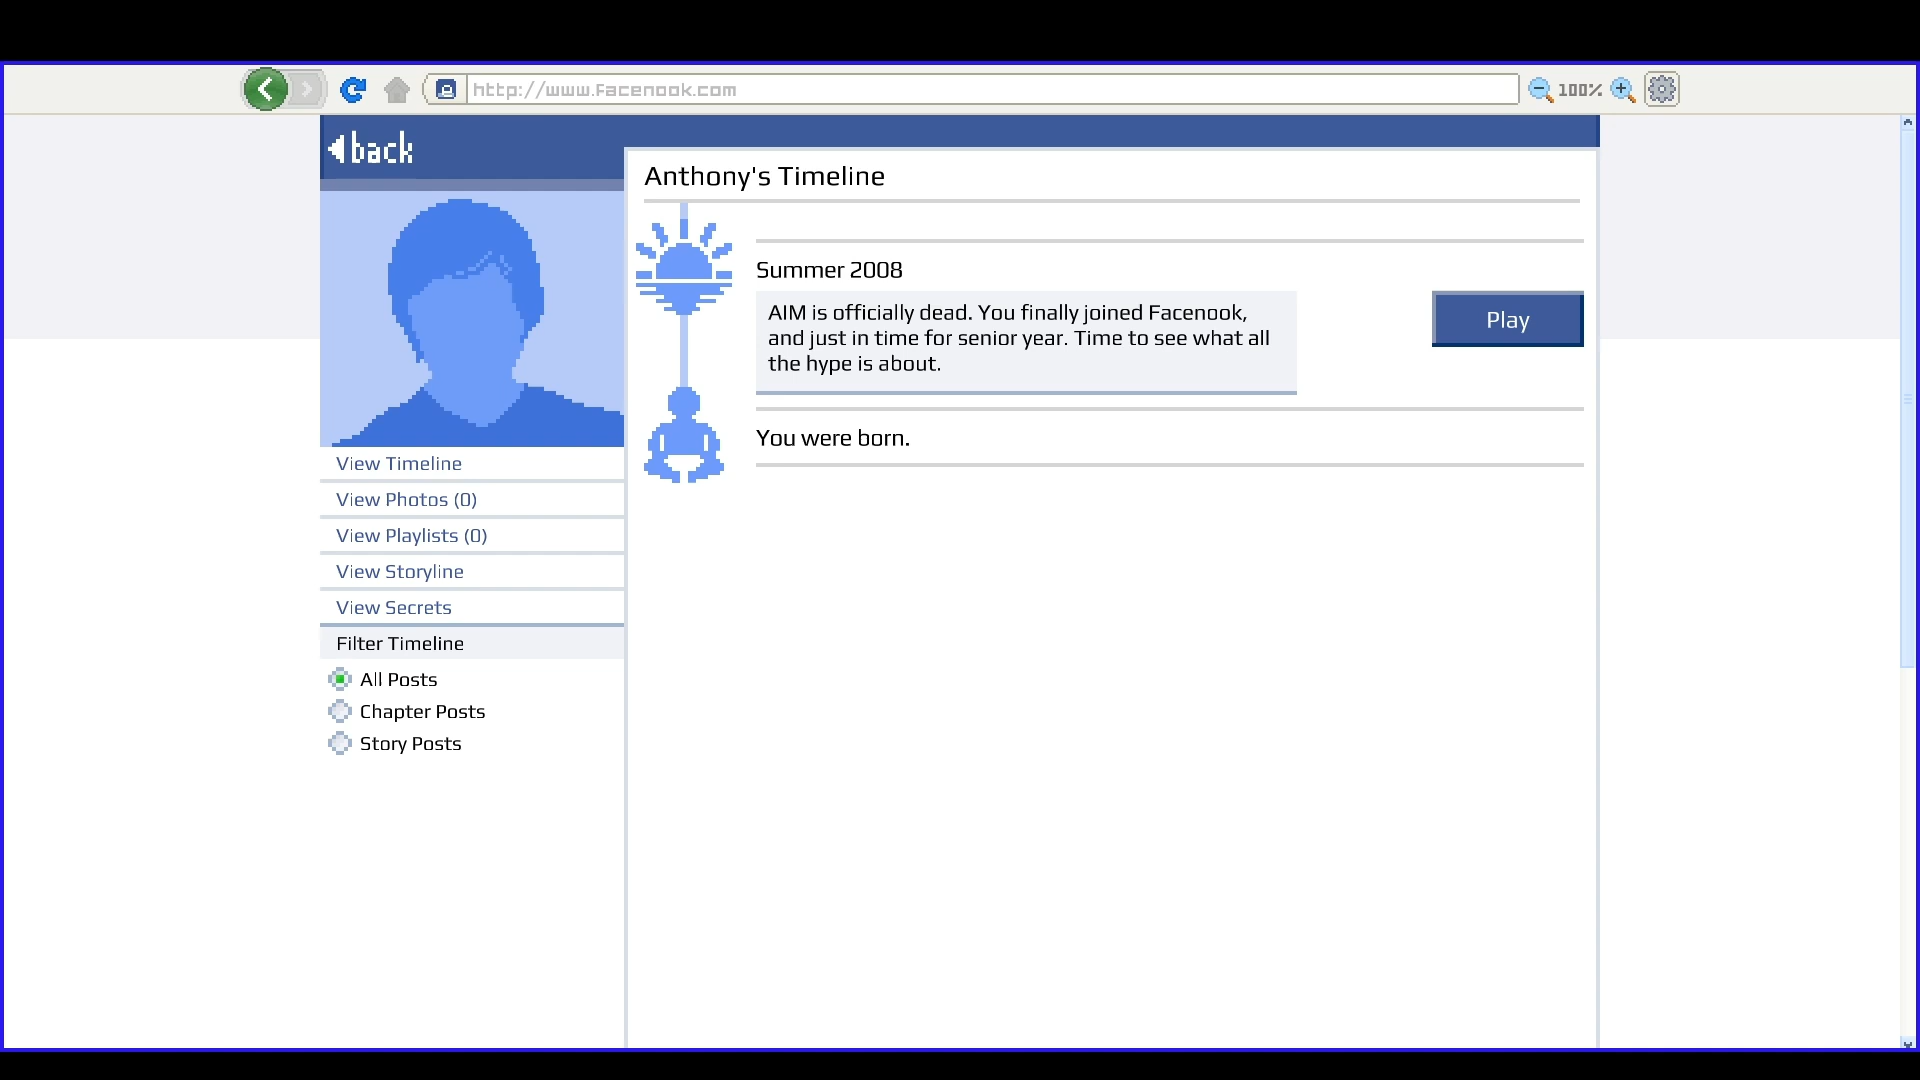 http://www.Facenook.com
100%
back
Anthony's Timeline
Summer 2008
AIM is officially dead. You finally joined Facenook,
and just in time for senior year. Time to see what all
the hype is about.
Play
You were born.
View Timeline
View Photos (0)
View Playlists (0)
View Storyline
View Secrets
Filter Timeline
All Posts
Chapter Posts
Story Posts